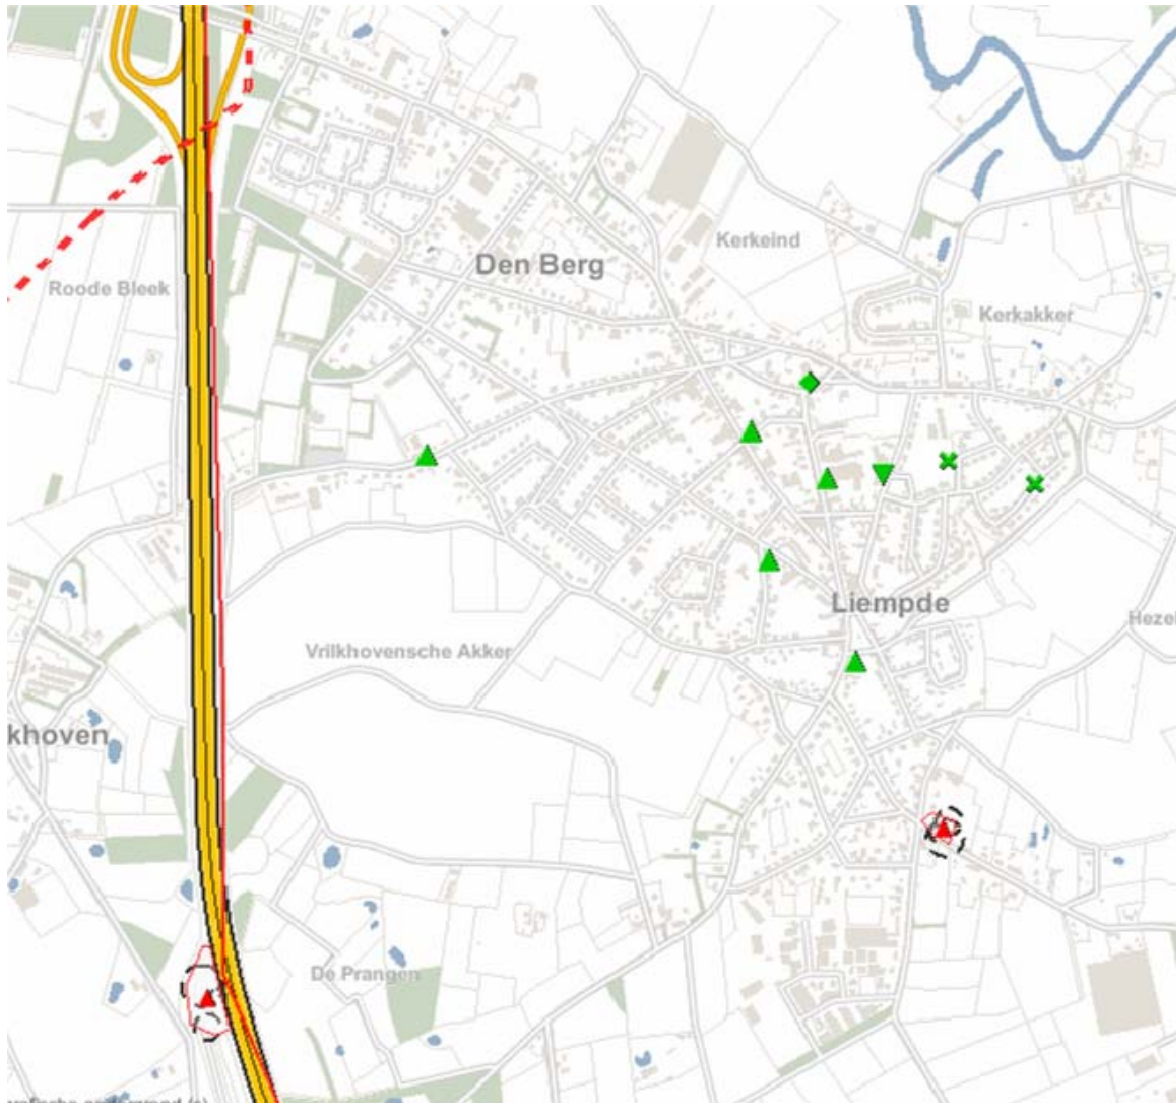 Kerkeind
Den Berg
Roode Bleek
Kerkakker
Liempde
Hezel
Vrilkhovensche Akker
khoven
De Prangen